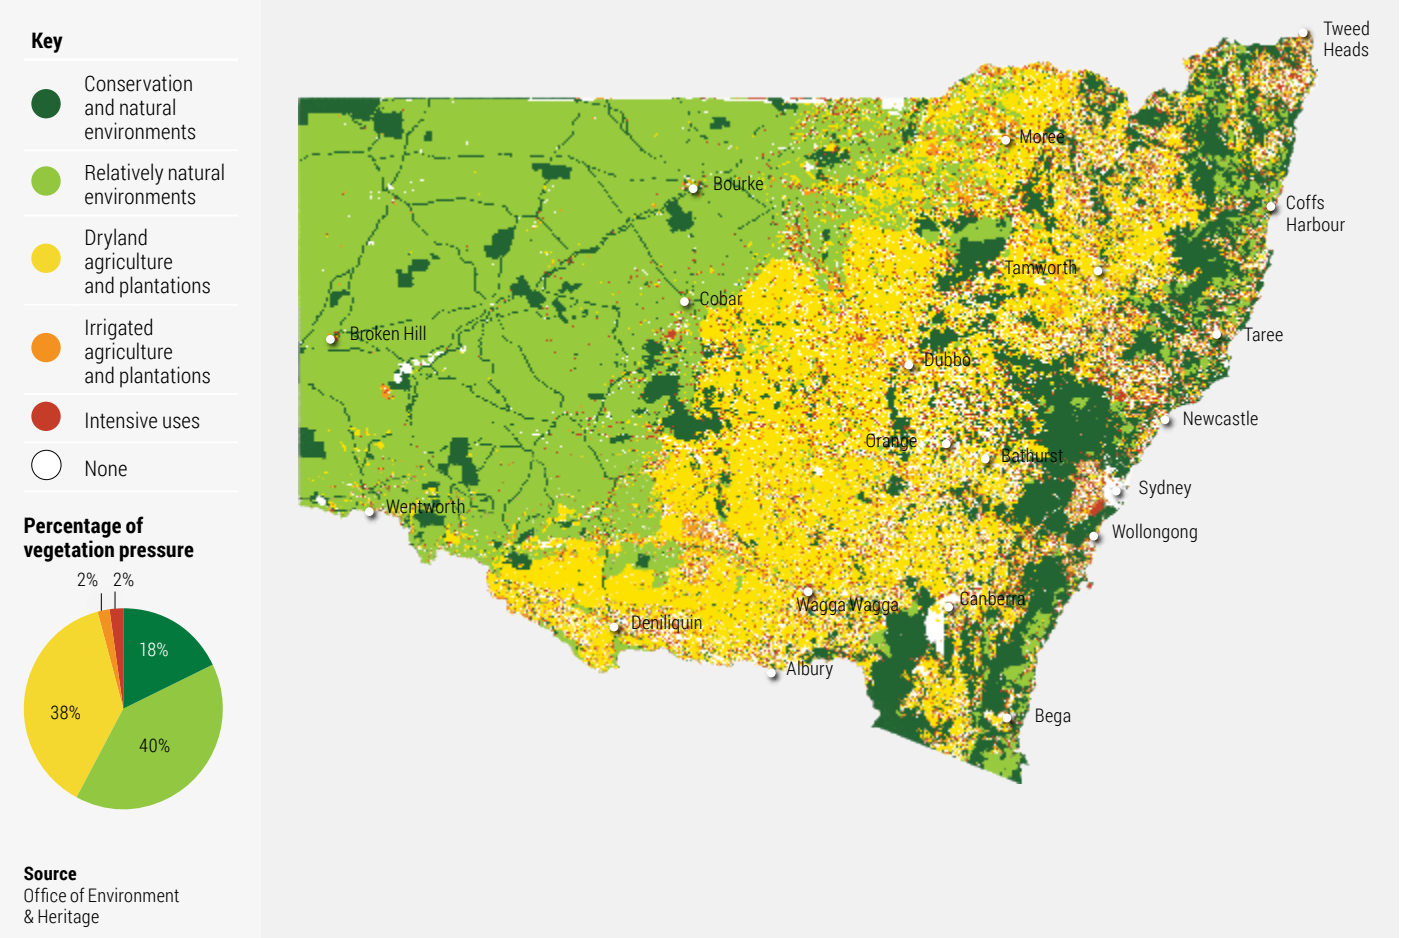 Key
Conservation
and natural
environments
Relatively natural
environments
Dryland
agriculture
and plantations
Irrigated
agriculture
and plantations
Intensive uses
None
Percentage of
vegetation pressure
2%
2%
18%
38%
40%
Source
Office of Environment
& Heritage
Tweed
Heads
Moree
Bourke
Coffs
Harbour
Tamworth
Cobar
Broken Hill
Taree
Dubbo
Newcastle
Orange
Bathurst
Sydney
Wentworth
Wollongong
Canberra
Wagga Wagga
Deniliquin
Albury
Bega